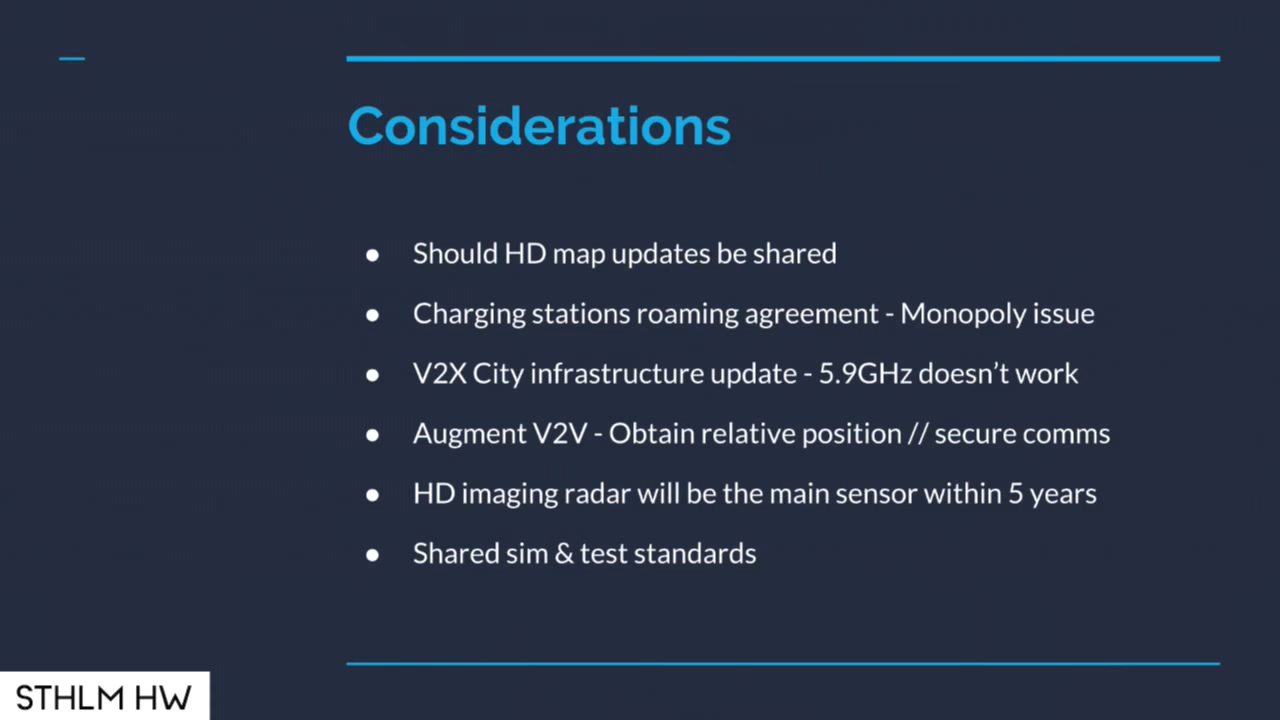 Considerations
● Should HD map updates be shared
● Charging stations roaming agreement - Monopoly issue
● V2X City infrastructure update - 5.9GHz doesn’t work
● Augment V2V - Obtain relative position // secure comms
● HD imaging radar will be the main sensor within 5 years
● Shared sim & test standards
STHLM HW